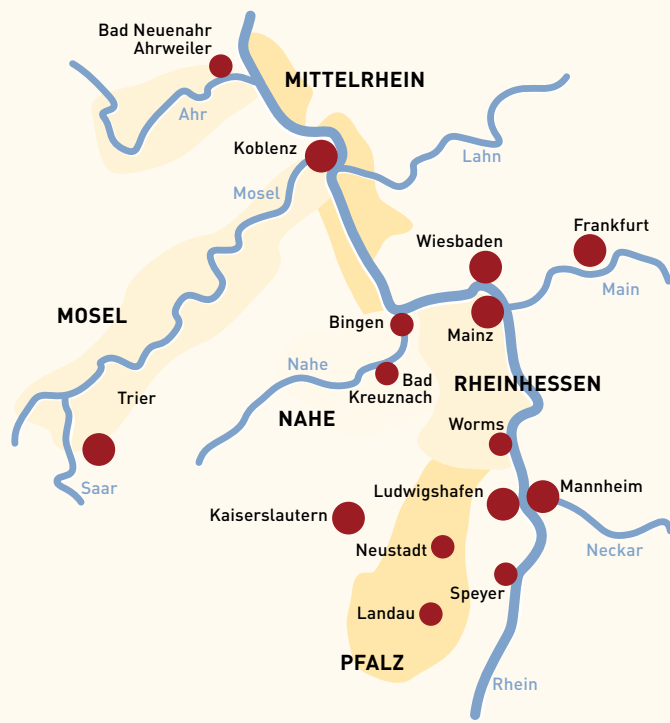 Bad Neuenahr
Ahrweiler
MITTELRHEIN
Ahr
Koblenz
Lahn
Mosel
Frankfurt
Wiesbaden
Main
MOSEL
Bingen
Mainz
Nahe
RHEINHESSEN
Bad
Kreuznach
Trier
NAHE
Worms
Saar
Ludwigshafen
Mannheim
Kaiserslautern
Neustadt
Neckar
Speyer
Landau
PFALZ
Rhein